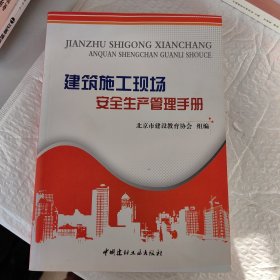 JIANZHU SHIGONG XIANCHANG
ANQUAN SHENGCHAN GUANLI SHOUCE
建筑施工现场
安全生产管理手册
北京市建设教育协会 组编
中国建材工业出版社